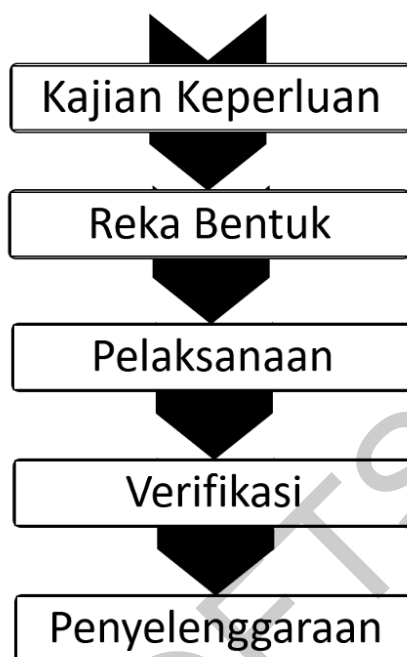 Kajian Keperluan
Reka Bentuk
Pelaksanaan
Verifikasi
Penyelenggaraan